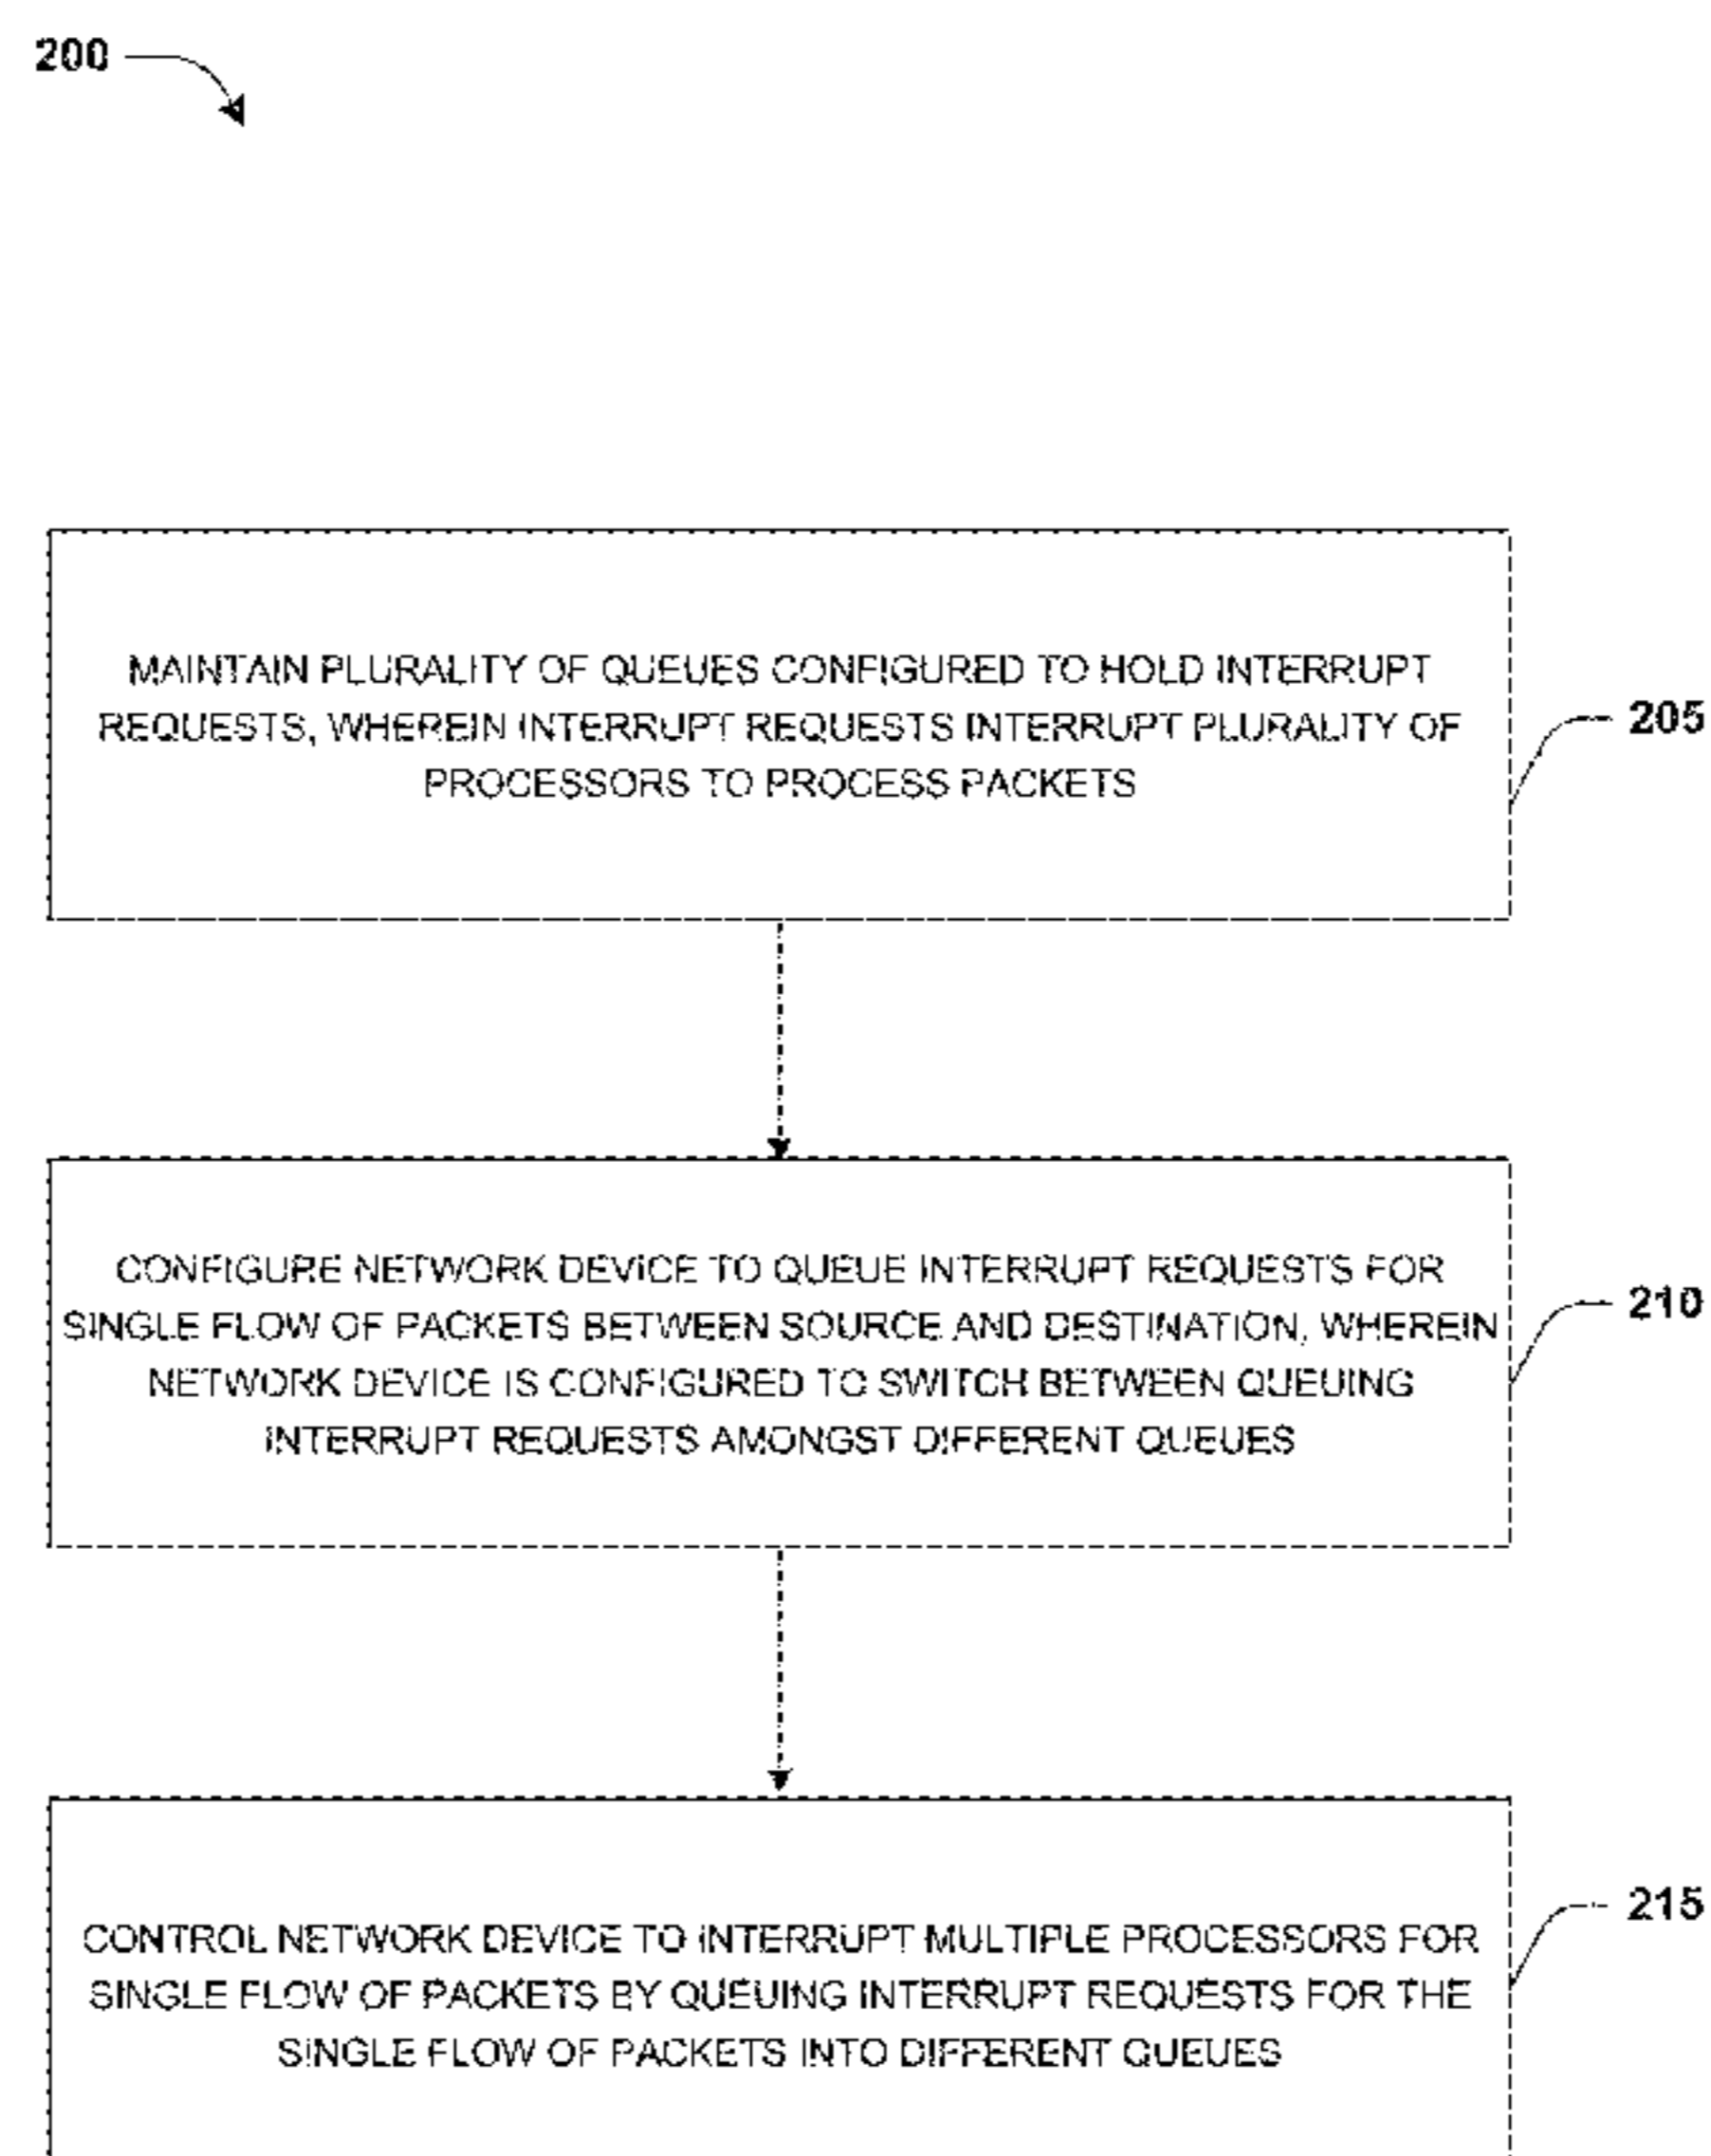 200
MAINTAIN PLURALITY OF QUEUES CONFIGURED TO HOLD INTERRUPT
REQUESTS, WHEREIN INTERRUPT REQUESTS INTERRUPT PLURALITY OF
PROCESSORS TO PROCESS PACKETS
205
CONFIGURE NETWORK DEVICE TO QUEUE INTERRUPT REQUESTS FOR
SINGLE FLOW OF PACKETS BETWEEN SOURCE AND DESTINATION, WHEREIN
NETWORK DEVICE IS CONFIGURED TO SWITCH BETWEEN QUEUING
INTERRUPT REQUESTS AMONGST DIFFERENT QUEUES
210
CONTROL NETWORK DEVICE TO INTERRUPT MULTIPLE PROCESSORS FOR
SINGLE FLOW OF PACKETS BY QUEUING INTERRUPT REQUESTS FOR THE
SINGLE FLOW OF PACKETS INTO DIFFERENT QUEUES
215